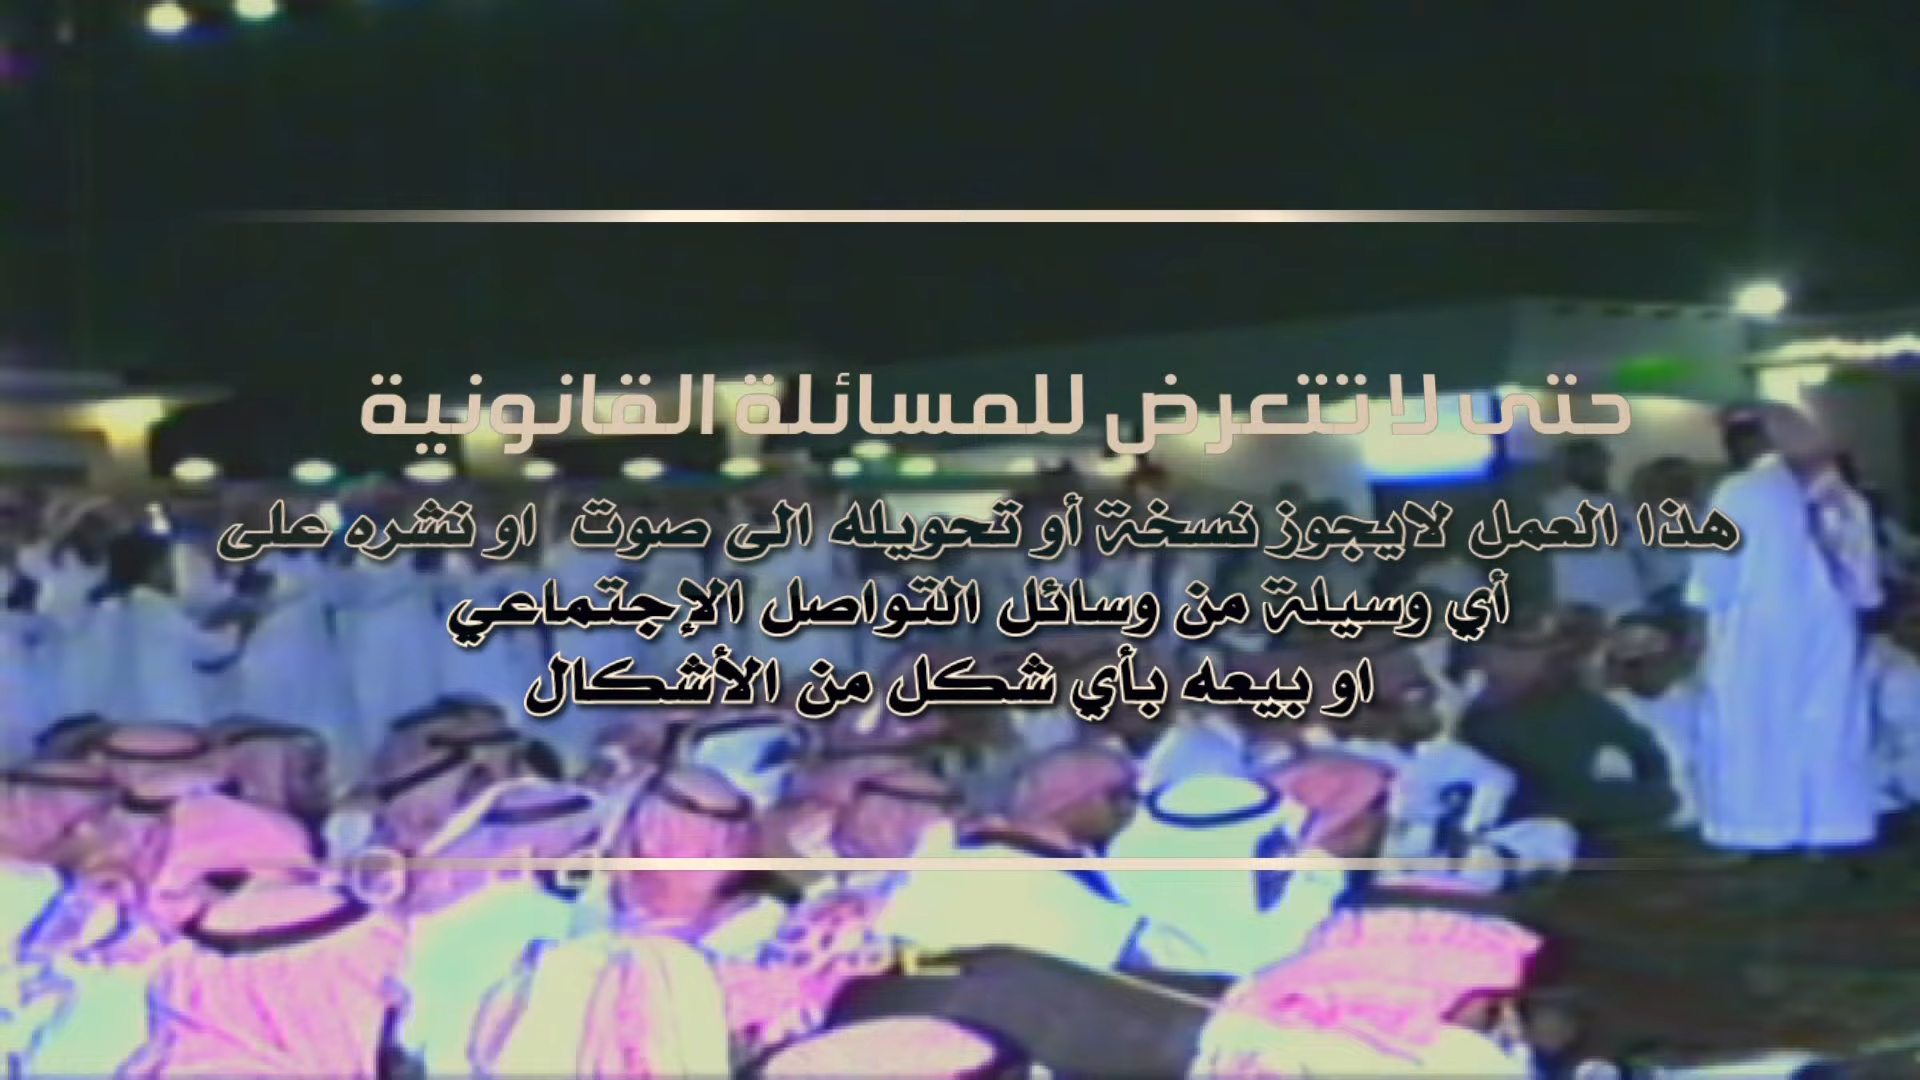 حتى لاتتعرض للمسائلة القانونية
هذا العمل لايجوز نسخة أو تحويله الى صوت او نشره على
أي وسيلة من وسائل التواصل الإجتماعي
او بيعه بأي شكل من الأشكال